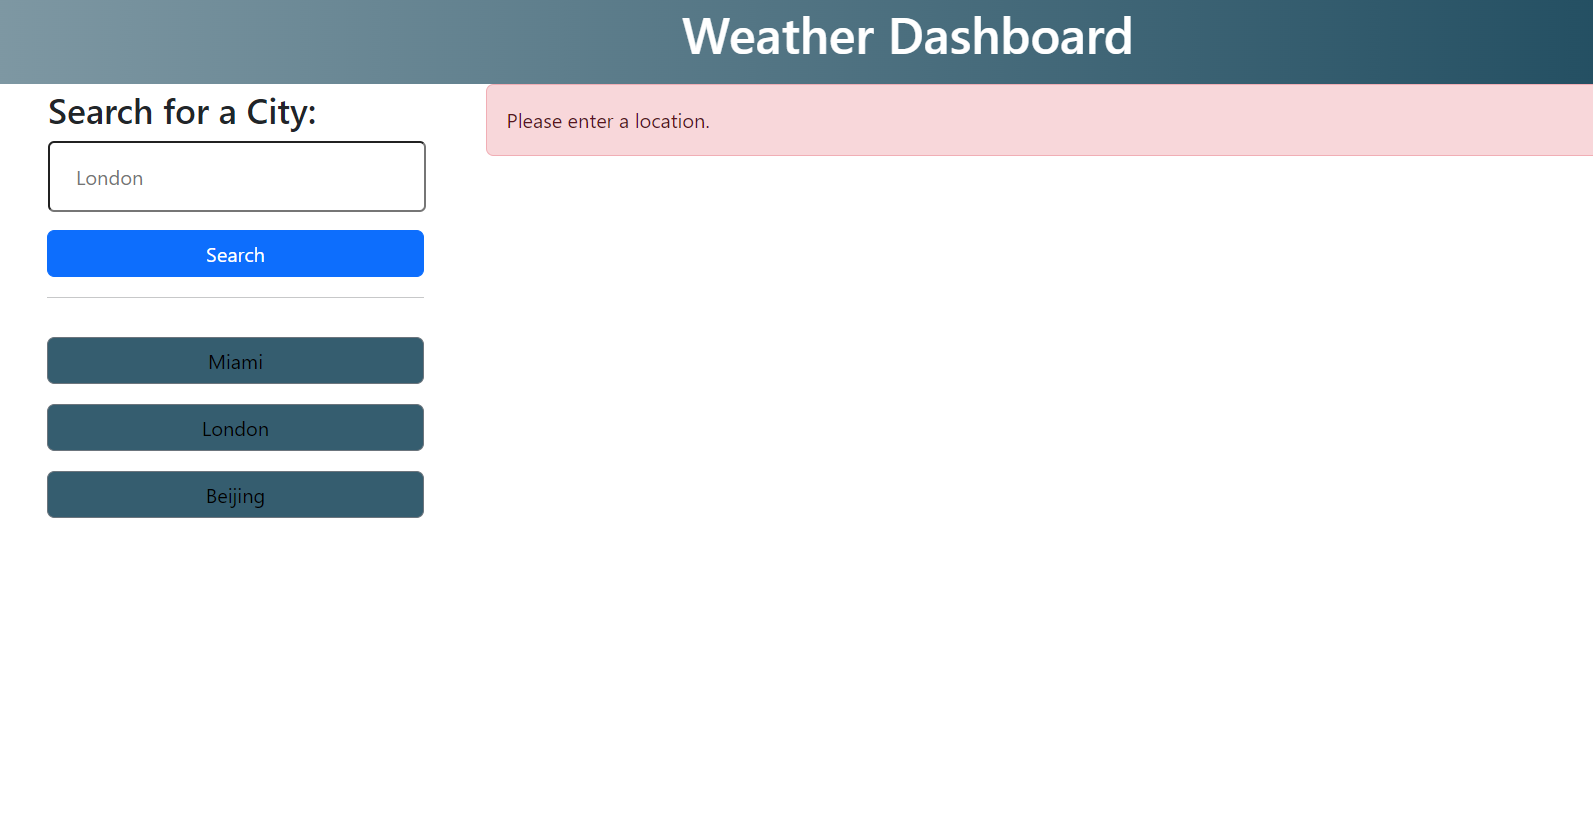 Weather Dashboard
Search for a City:
London
Search
Miami
London
Beijing
Please enter a location.